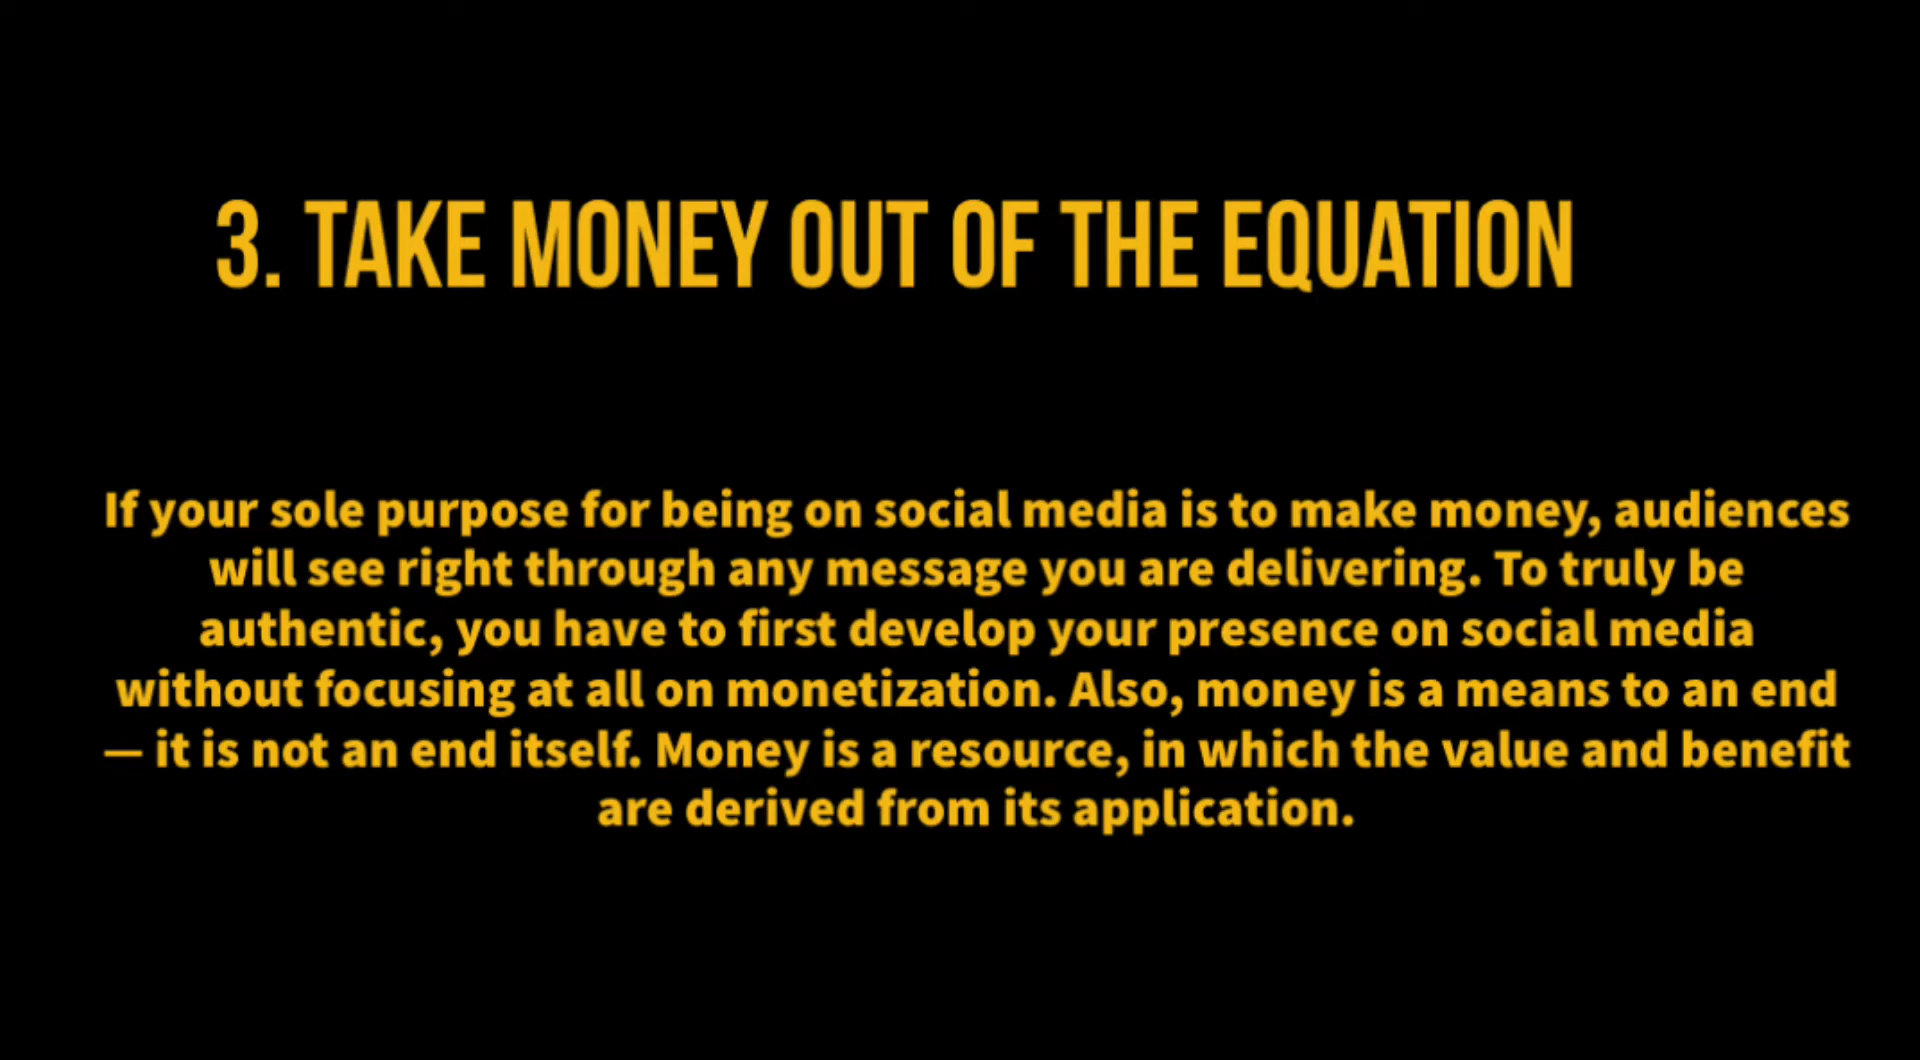 3. TAKE MONEY OUT OF THE EQUATION
If your sole purpose for being on social media is to make money, audiences
will see right through any message you are delivering. To truly be
authentic, you have to first develop your presence on social media
without focusing at all on monetization. Also, money is a means to an end
— it is not an end itself. Money is a resource, in which the value and benefit
are derived from its application.